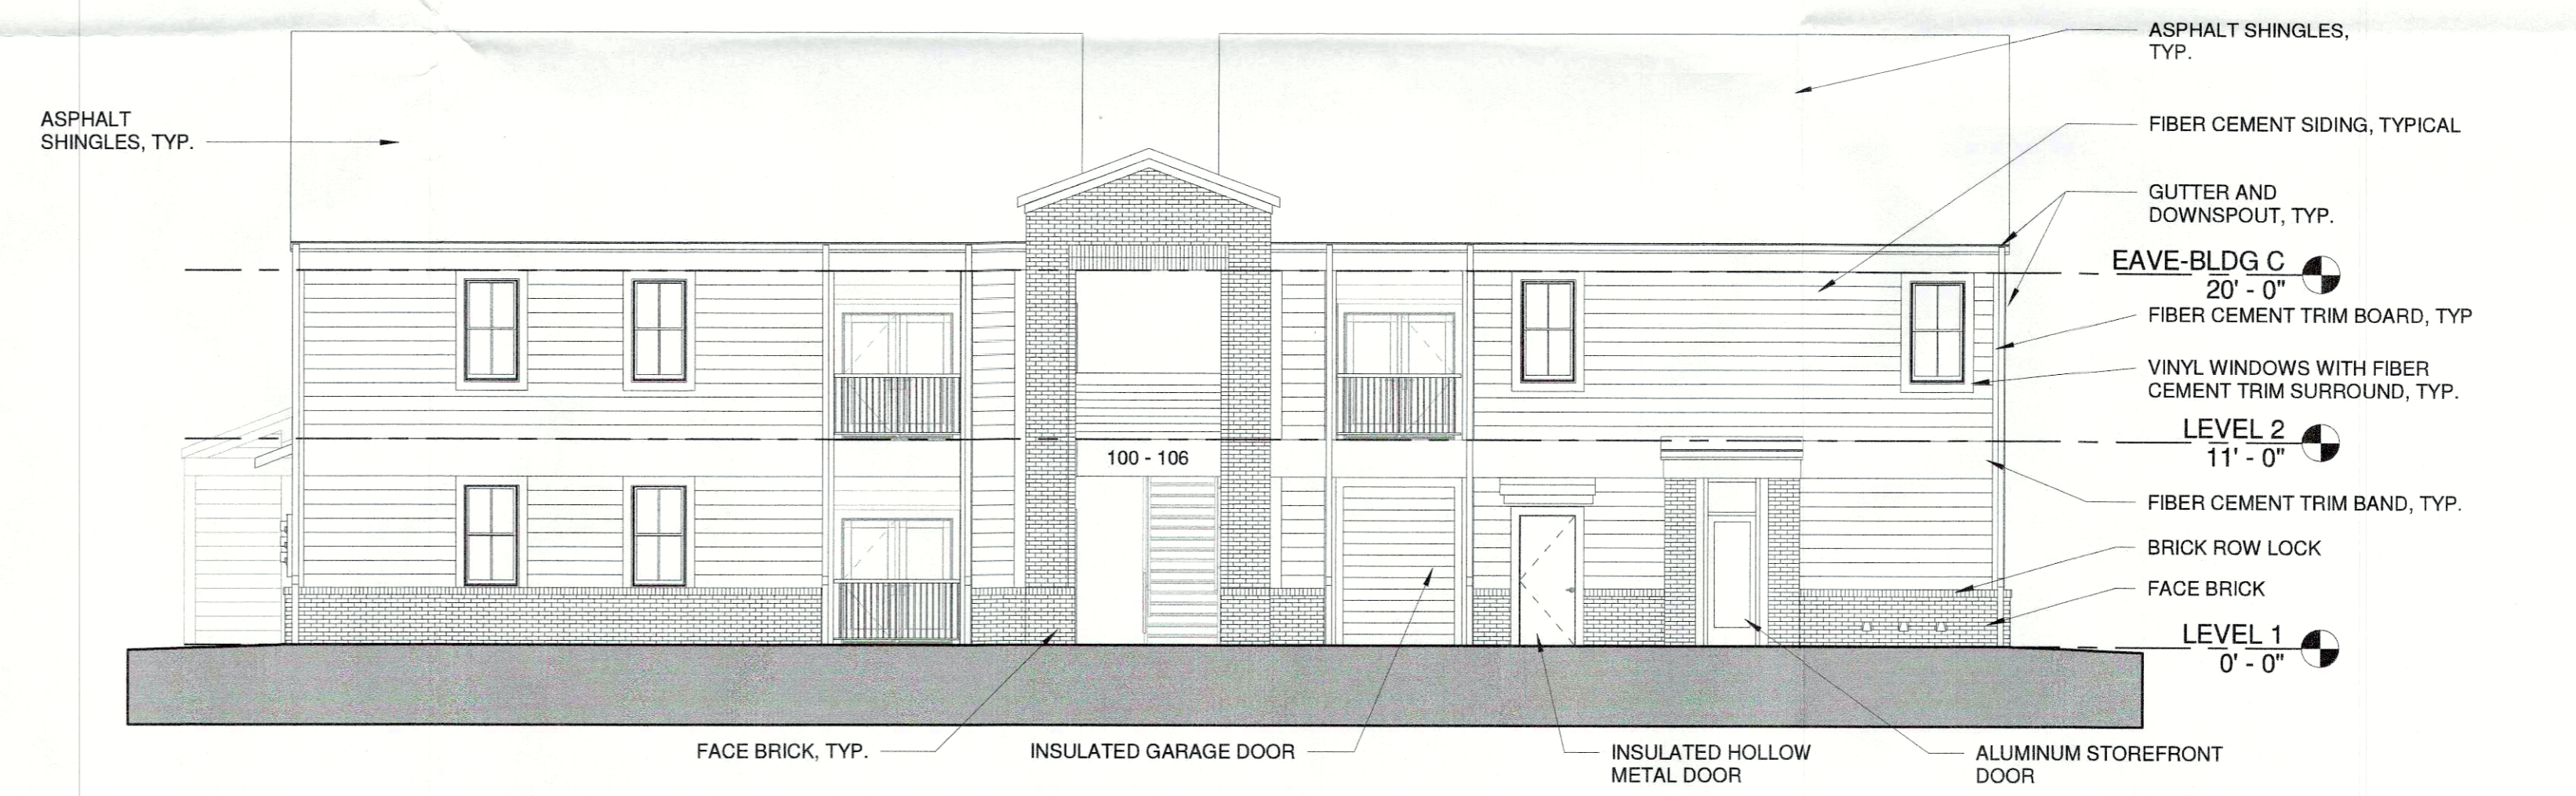 ASPHALT SHINGLES,
TYP.
ASPHALT
SHINGLES, TYP.
FIBER CEMENT SIDING, TYPICAL
GUTTER AND
DOWNSPOUT, TYP.
EAVE-BLDG C
20' - 0"
FIBER CEMENT TRIM BOARD, TYP
VINYL WINDOWS WITH FIBER
CEMENT TRIM SURROUND, TYP.
LEVEL 2
11' - 0"
100 - 106
FIBER CEMENT TRIM BAND, TYP.
BRICK ROW LOCK
FACE BRICK
LEVEL 1
0' - 0"
FACE BRICK, TYP.
INSULATED GARAGE DOOR
INSULATED HOLLOW
METAL DOOR
ALUMINUM STOREFRONT
DOOR